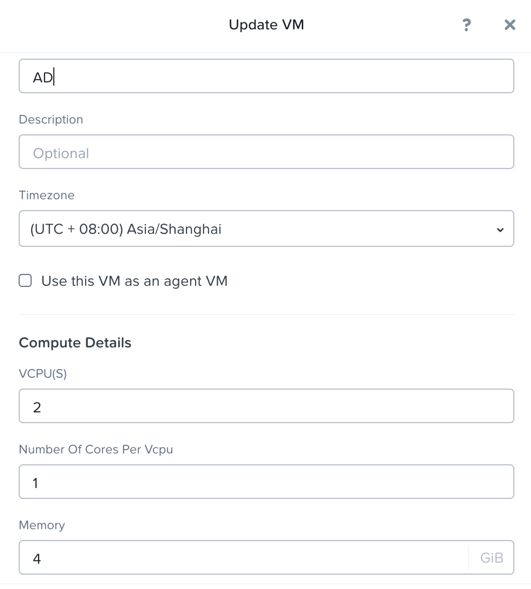 Update VM
?
AD
Description
Optional
Timezone
(UTC + 08:00) Asia/Shanghai
Use this VM as an agent VM
Compute Details
VCPU(S)
2
Number Of Cores Per Vcpu
1
Memory
4 GiB